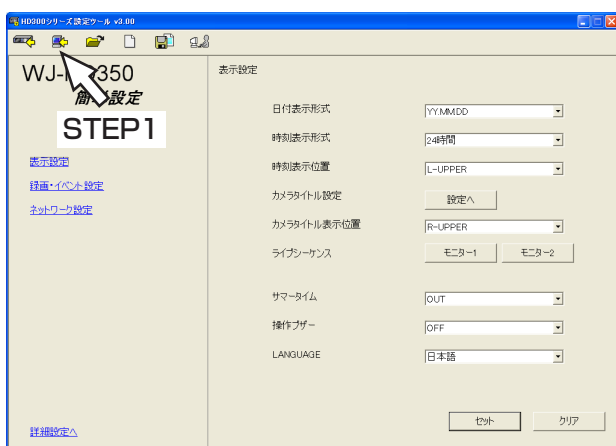 HD300シリーズ設定ツール v3.00
WJ-HD350
簡単設定
STEP1
表示設定
録画・イベント設定
ネットワーク設定
詳細設定へ
表示設定
日付表示形式 YY.MM.DD
時刻表示形式 24時間
時刻表示位置 L-UPPER
カメラタイトル設定 設定へ
カメラタイトル表示位置 R-UPPER
ライブシーケンス モニター1 モニター2
サマータイム OUT
操作ブザー OFF
LANGUAGE 日本語
セット クリア